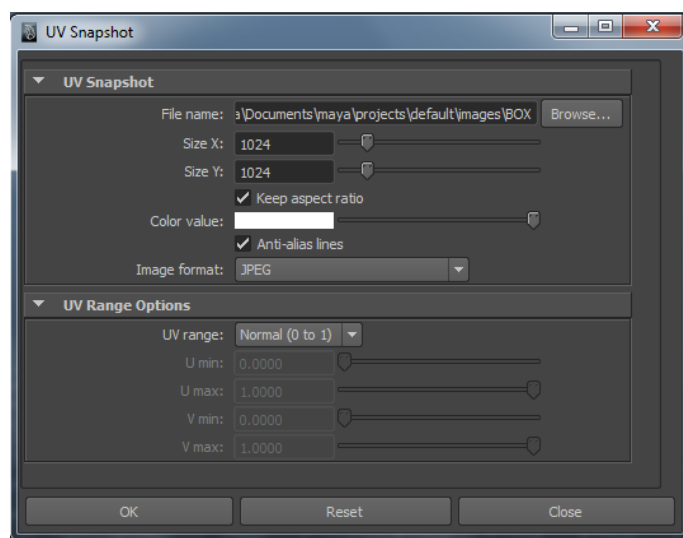 UV Snapshot
UV Snapshot
File name: a\Documents\maya\projects\default\images\BOX Browse...
Size X: 1024
Size Y: 1024
Keep aspect ratio
Color value:
Anti-alias lines
Image format: JPEG
UV Range Options
UV range: Normal (0 to 1)
U min: 0.0000
U max: 1.0000
V min: 0.0000
V max: 1.0000
OK Reset Close